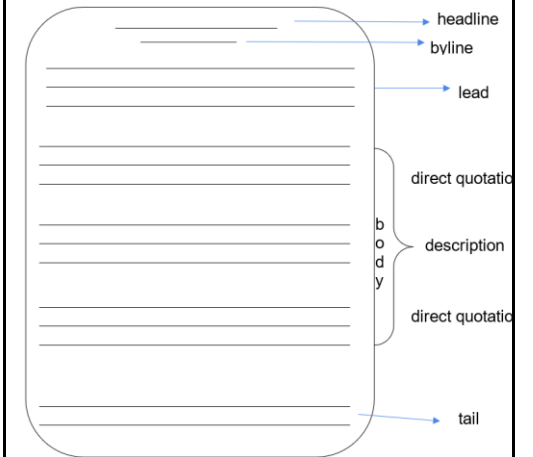 headline
byline
lead
direct quotatio
b
o
d
y
description
direct quotatio
tail